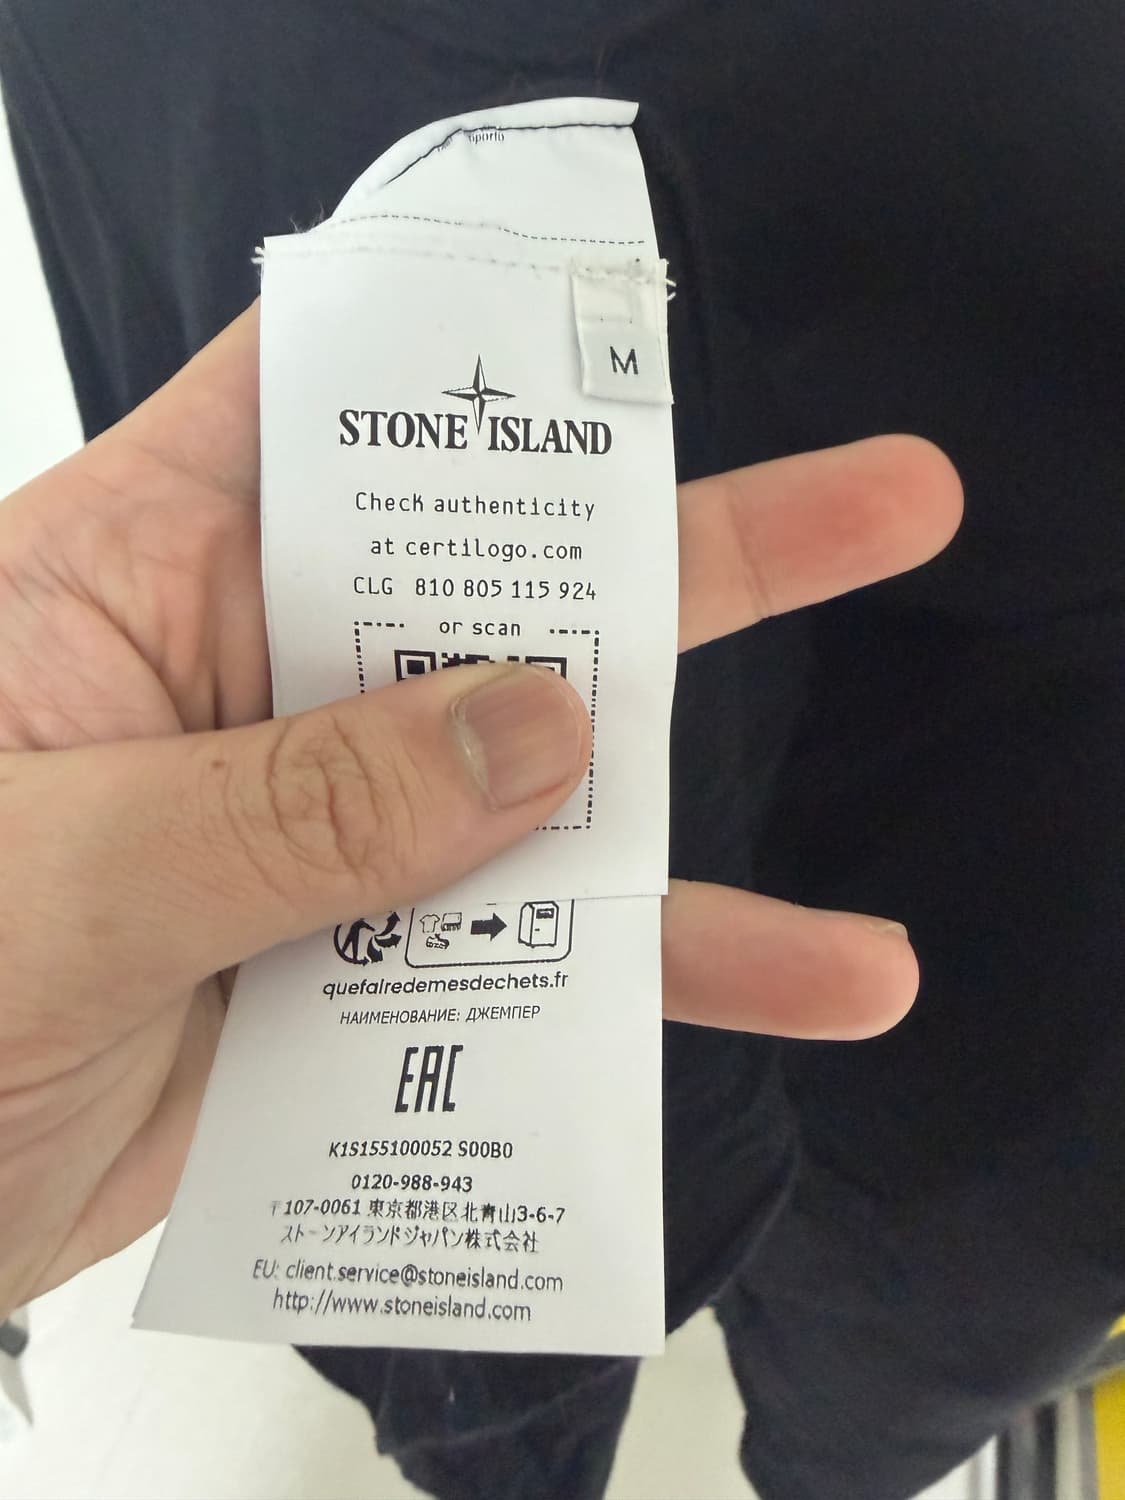 M
STONE ISLAND
Check authenticity
at certilogo.com
CLG 810 805 115 924
or scan
quefairedemesdechets.fr
НАИМЕНОВАНИЕ: ДЖЕМПЕР
EAC
K1S155100052 S00B0
0120-988-943
〒107-0061 東京都港区北青山3-6-7
ストーンアイランドジャパン株式会社
EU: client.service@stoneisland.com
http://www.stoneisland.com